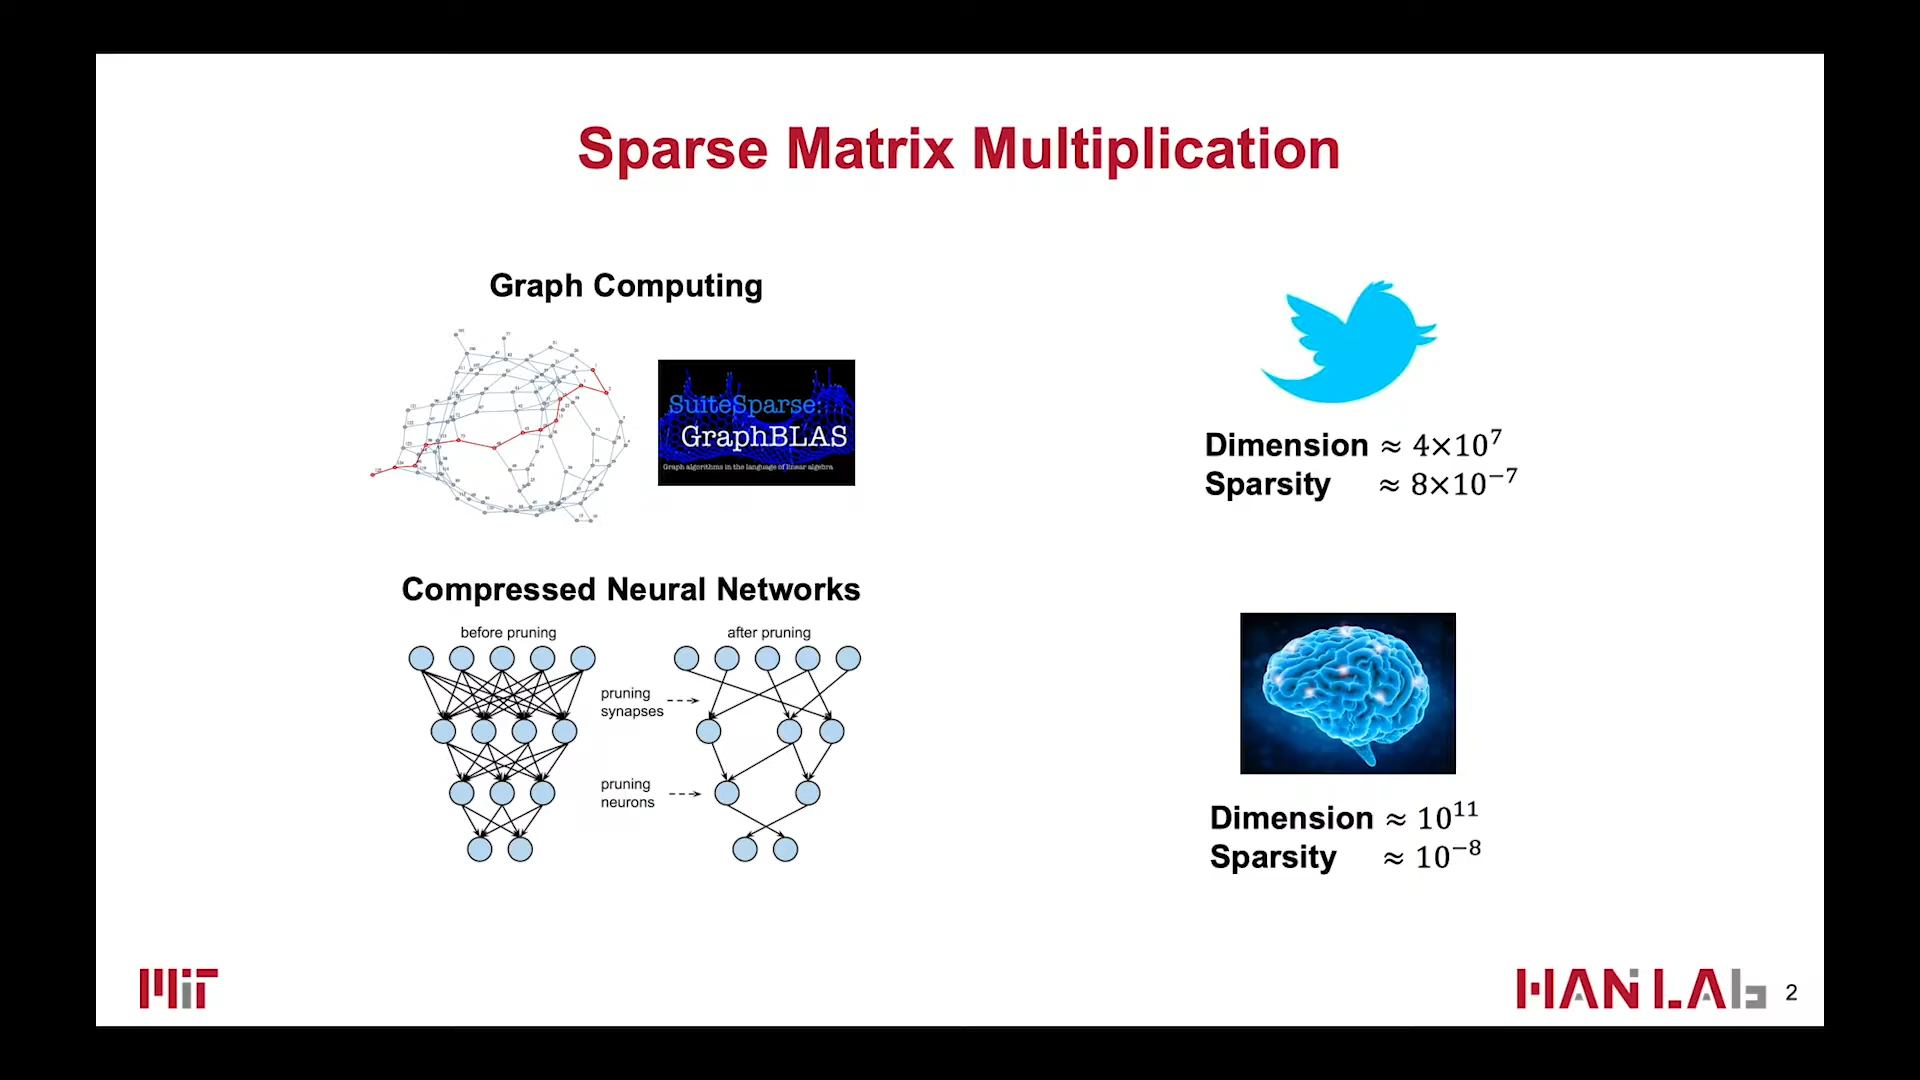 Sparse Matrix Multiplication
Graph Computing
SuiteSparse:
GraphBLAS
Graph algorithms in the language of linear algebra
Dimension ≈ 4×10⁷
Sparsity ≈ 8×10⁻⁷
Compressed Neural Networks
before pruning
after pruning
pruning
synapses
pruning
neurons
Dimension ≈ 10¹¹
Sparsity ≈ 10⁻⁸
MIT
HAN LAb
2